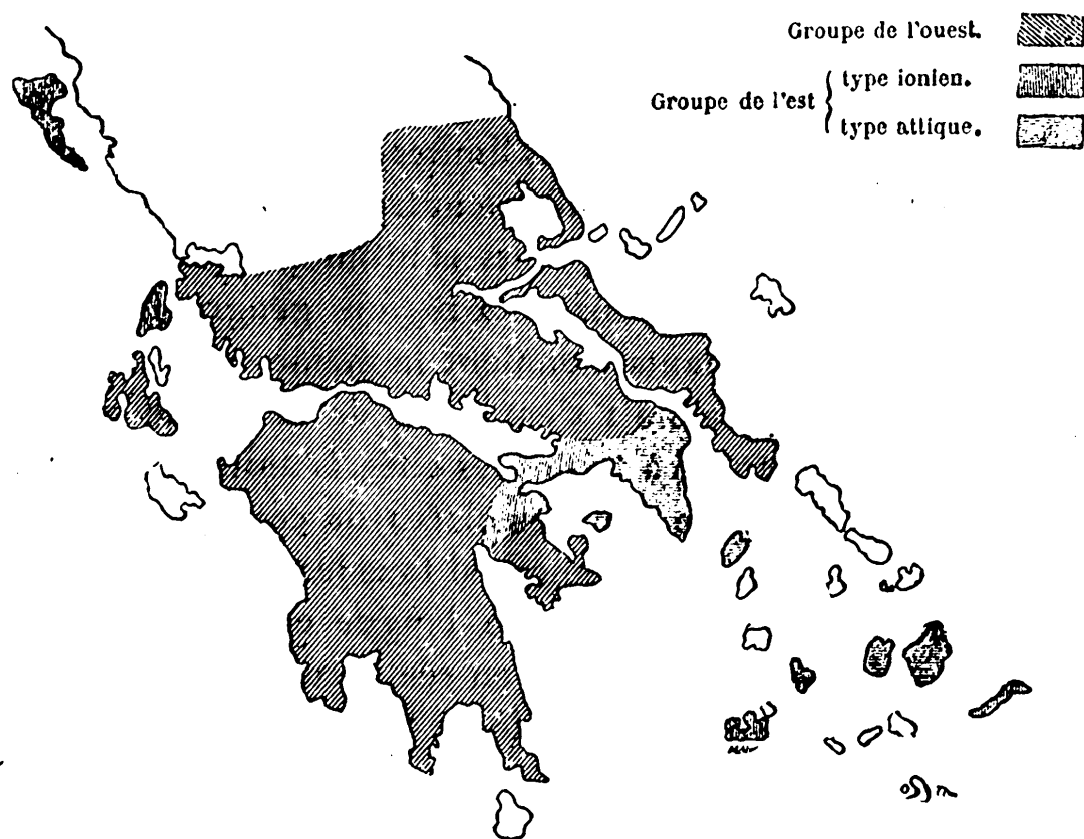 Groupe de l'ouest.
Groupe de l'est { type ionien.
type attique.